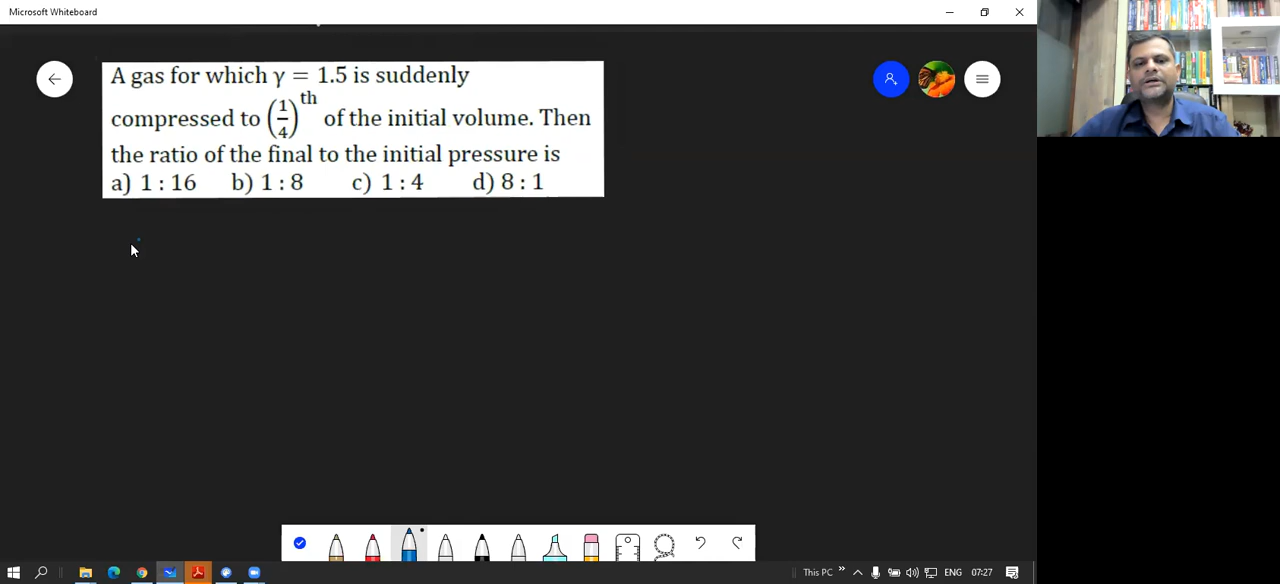 Microsoft Whiteboard
A gas for which γ = 1.5 is suddenly
compressed to (1/4)th of the initial volume. Then
the ratio of the final to the initial pressure is
a) 1 : 16 b) 1 : 8 c) 1 : 4 d) 8 : 1
This PC » ENG 07:27